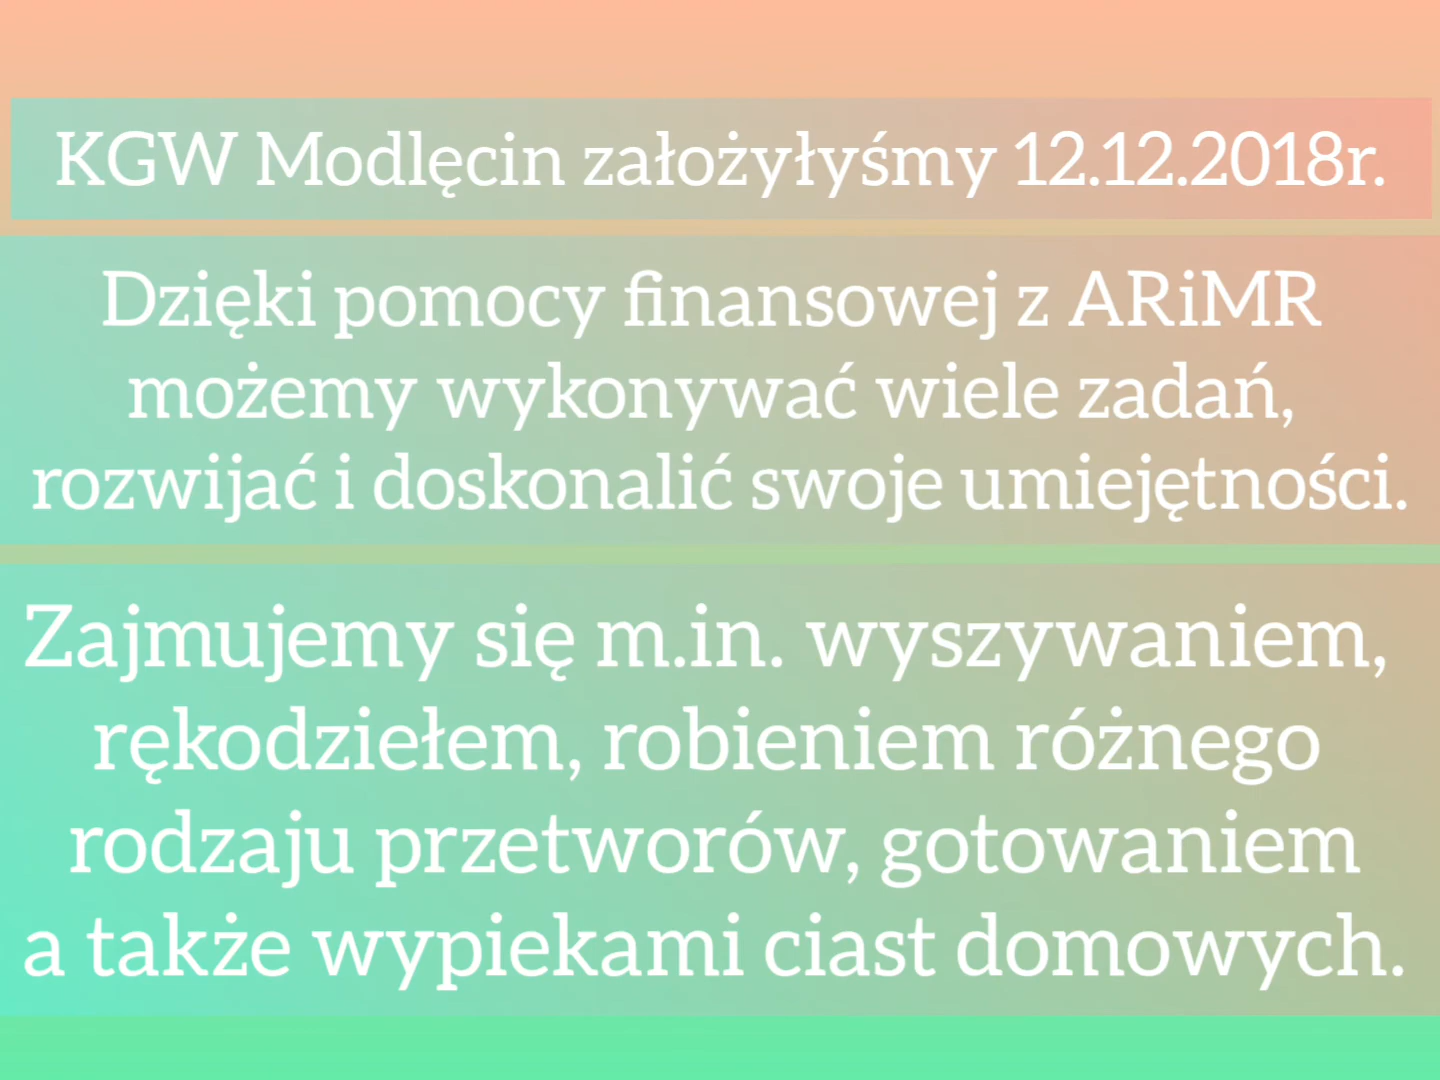 KGW Modlęcin założyłyśmy 12.12.2018r.
Dzięki pomocy finansowej z ARiMR
możemy wykonywać wiele zadań,
rozwijać i doskonalić swoje umiejętności.
Zajmujemy się m.in. wyszywaniem,
rękodziełem, robieniem różnego
rodzaju przetworów, gotowaniem
a także wypiekami ciast domowych.